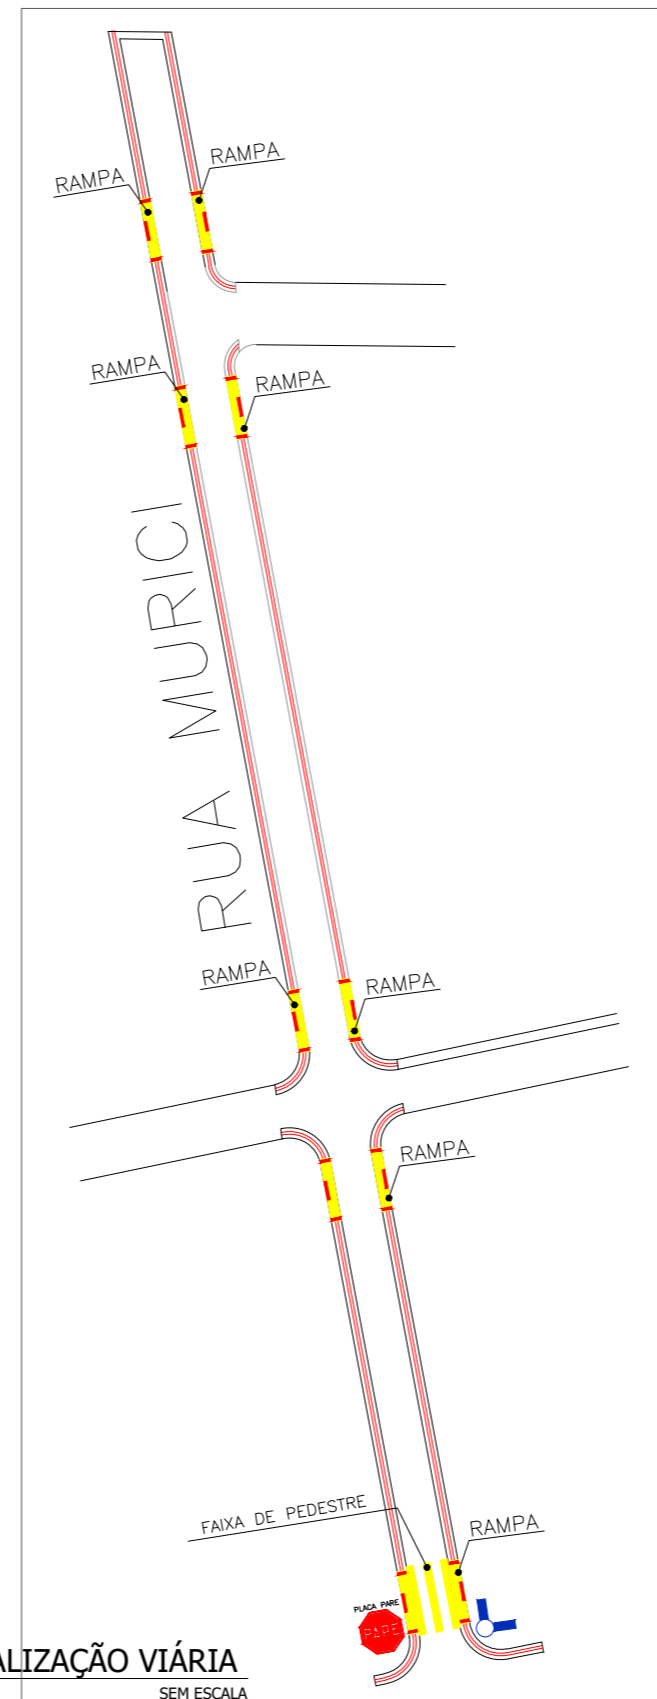 RAMPA
RAMPA
RAMPA
RAMPA
RUA MURICI
RAMPA
RAMPA
RAMPA
FAIXA DE PEDESTRE
RAMPA
PLACA PARE
PAPE
ALIZAÇÃO VIÁRIA
SEM ESCALA